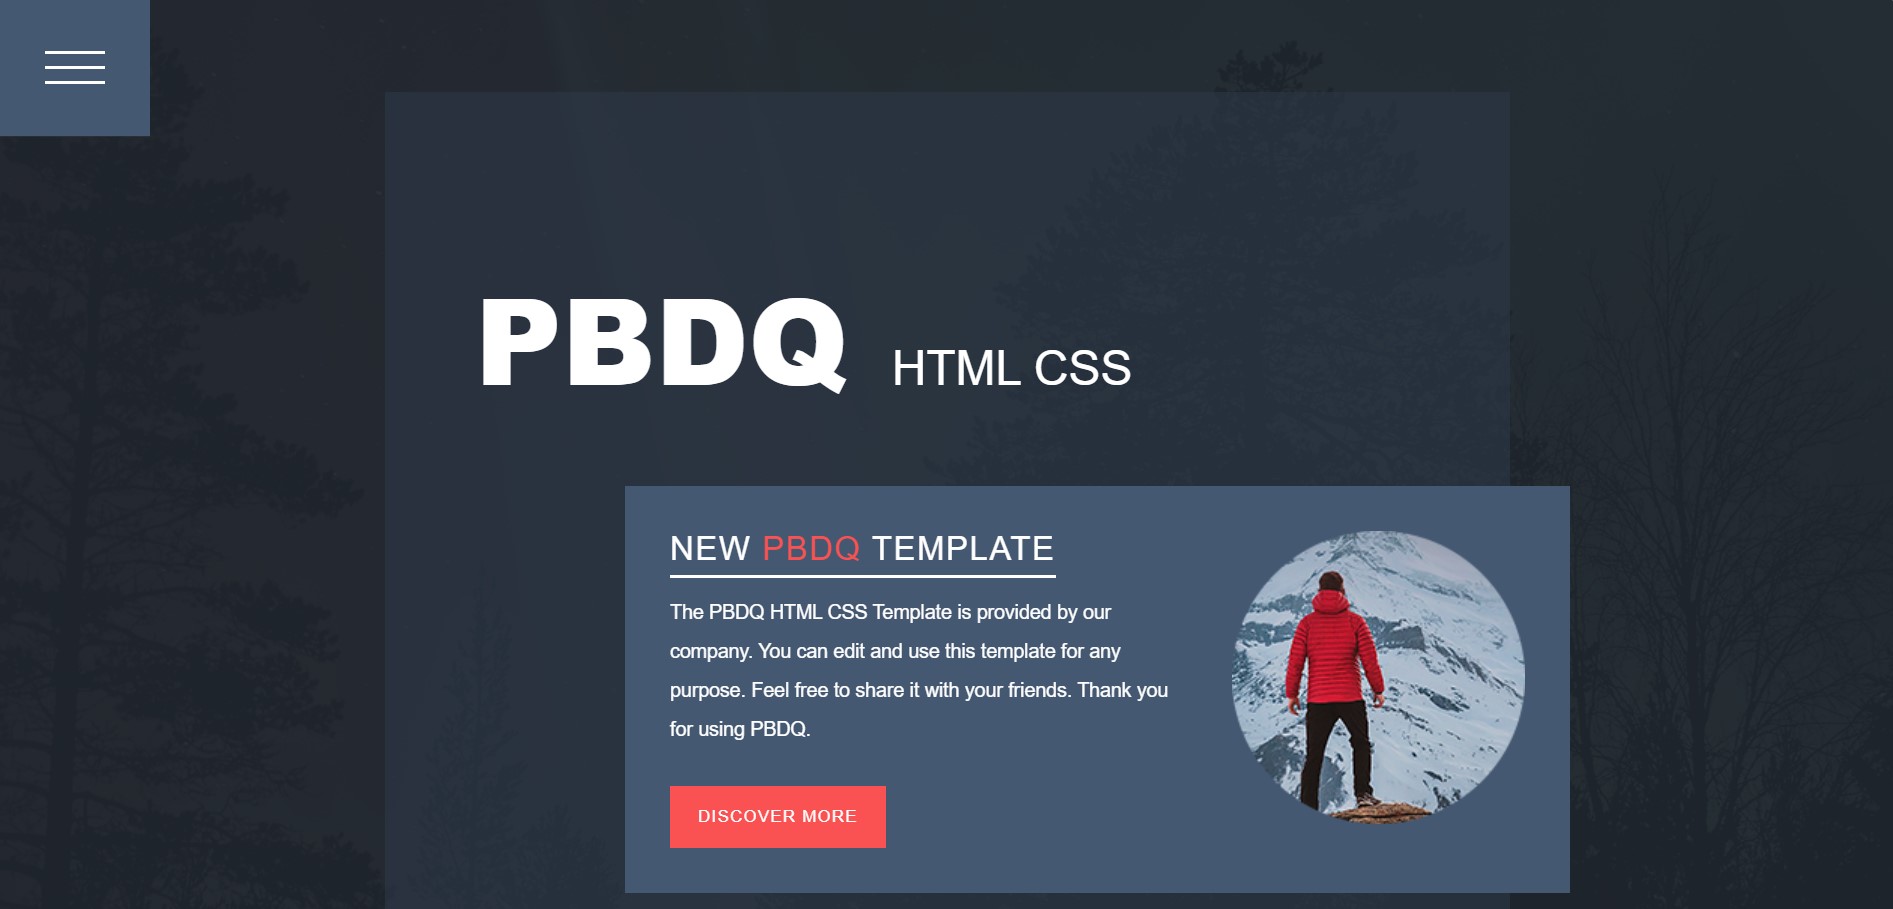 PBDQ HTML CSS
NEW PBDQ TEMPLATE
The PBDQ HTML CSS Template is provided by our
company. You can edit and use this template for any
purpose. Feel free to share it with your friends. Thank you
for using PBDQ.
DISCOVER MORE